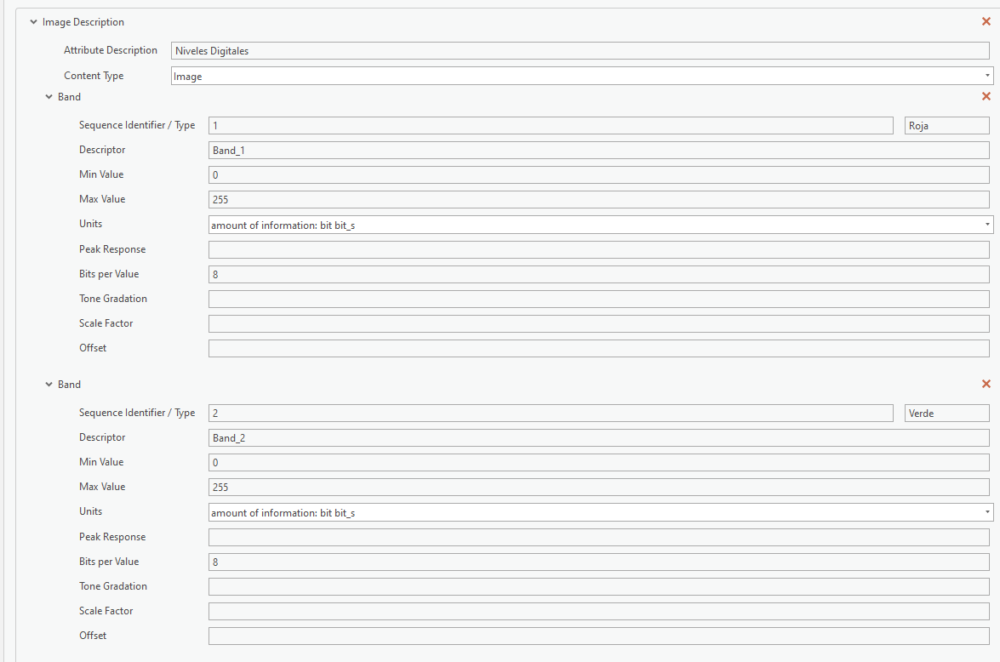 Image Description
Attribute Description Niveles Digitales
Content Type Image
Band
Sequence Identifier / Type 1 Roja
Descriptor Band_1
Min Value 0
Max Value 255
Units amount of information: bit bit_s
Peak Response
Bits per Value 8
Tone Gradation
Scale Factor
Offset
Band
Sequence Identifier / Type 2 Verde
Descriptor Band_2
Min Value 0
Max Value 255
Units amount of information: bit bit_s
Peak Response
Bits per Value 8
Tone Gradation
Scale Factor
Offset